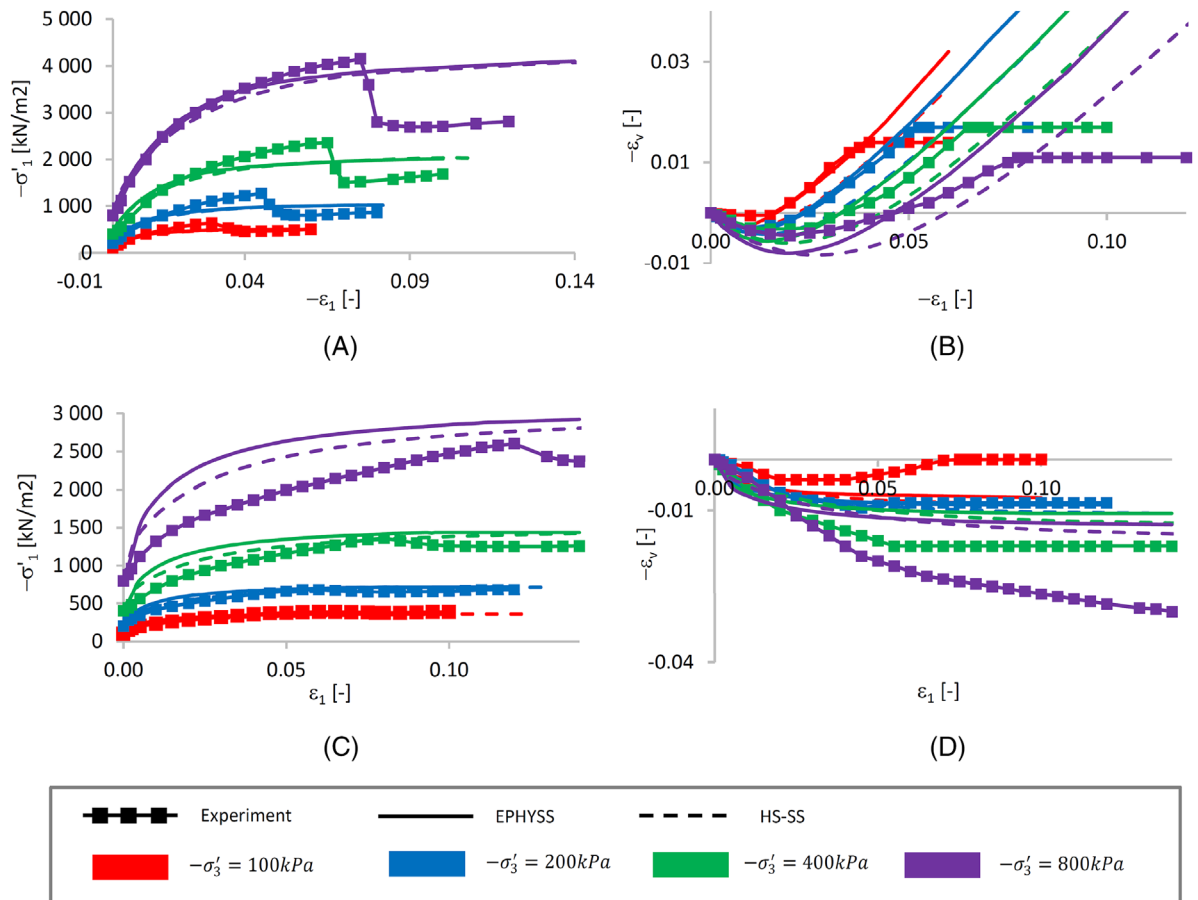 5 000
4 000
3 000
2 000
1 000
0
-0.01 0.04 0.09 0.14
−σ'₁ [kN/m2]
−ε₁ [-]
(A)
0.03
0.01
-0.01
0.00 0.05 0.10
−εᵥ [-]
−ε₁ [-]
(B)
3 000
2 500
2 000
1 500
1 000
500
0
0.00 0.05 0.10
−σ'₁ [kN/m2]
ε₁ [-]
(C)
0.00 0.05 0.10
-0.01
-0.04
−εᵥ [-]
ε₁ [-]
(D)
Experiment EPHYSS HS-SS
−σ₃′ = 100kPa −σ₃′ = 200kPa −σ₃′ = 400kPa −σ₃′ = 800kPa